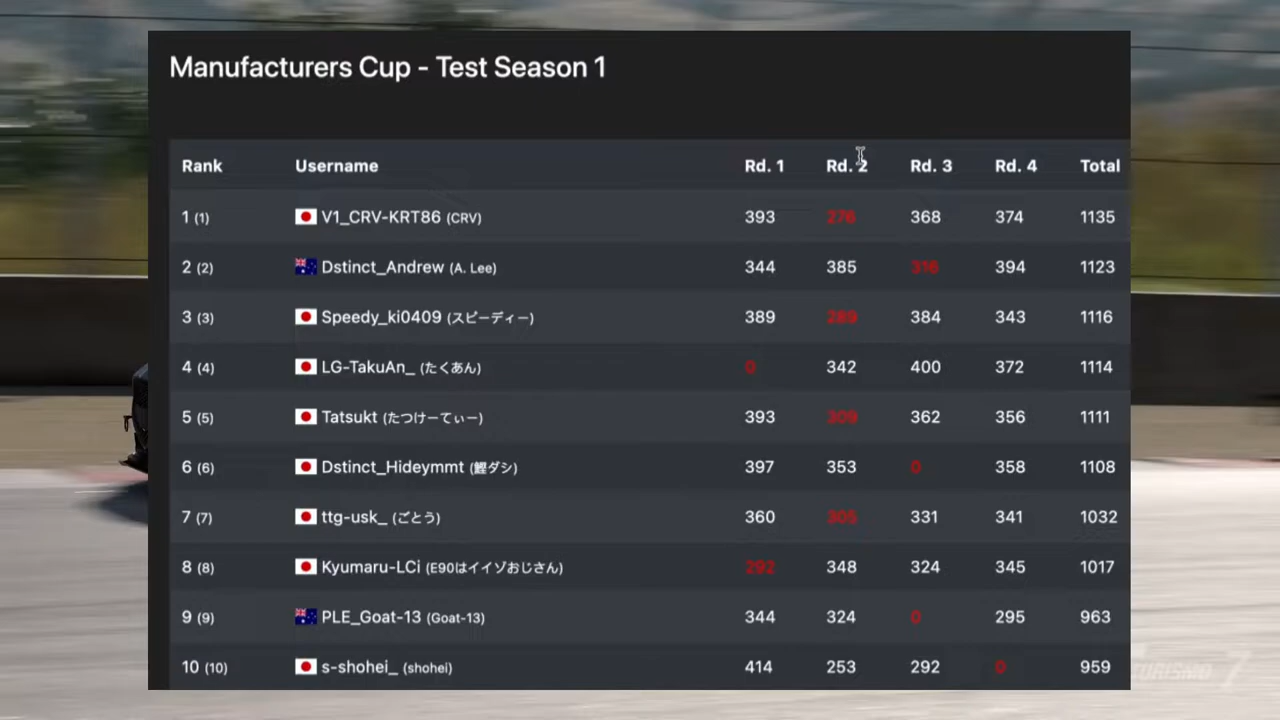 Manufacturers Cup - Test Season 1
Rank Username Rd. 1 Rd. 2 Rd. 3 Rd. 4 Total
1 (1) V1_CRV-KRT86 (CRV) 393 276 368 374 1135
2 (2) Dstinct_Andrew (A. Lee) 344 385 316 394 1123
3 (3) Speedy_ki0409 (スピーディー) 389 289 384 343 1116
4 (4) LG-TakuAn_ (たくあん) 0 342 400 372 1114
5 (5) Tatsukt (たつけーてぃー) 393 309 362 356 1111
6 (6) Dstinct_Hideymmt (鰹ダシ) 397 353 0 358 1108
7 (7) ttg-usk_ (ごとう) 360 305 331 341 1032
8 (8) Kyumaru-LCi (E90はイイゾおじさん) 292 348 324 345 1017
9 (9) PLE_Goat-13 (Goat-13) 344 324 0 295 963
10 (10) s-shohei_ (shohei) 414 253 292 0 959
TURISMO 7